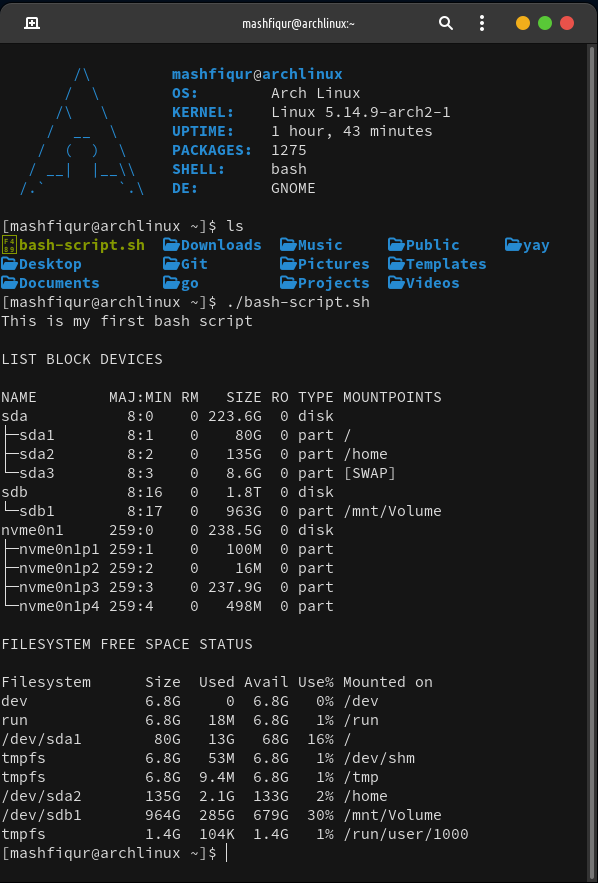 mashfiqur@archlinux:~
/\         mashfiqur@archlinux
/  \        OS:        Arch Linux
/\   \       KERNEL:    Linux 5.14.9-arch2-1
/  __  \      UPTIME:    1 hour, 43 minutes
/  (  )  \     PACKAGES:  1275
/ __|  |__\\    SHELL:     bash
/.`        `.\   DE:        GNOME
[mashfiqur@archlinux ~]$ ls
bash-script.sh  Downloads  Music     Public     yay
Desktop         Git        Pictures  Templates
Documents       go         Projects  Videos
[mashfiqur@archlinux ~]$ ./bash-script.sh
This is my first bash script
LIST BLOCK DEVICES
NAME        MAJ:MIN RM   SIZE RO TYPE MOUNTPOINTS
sda           8:0    0 223.6G  0 disk
├─sda1        8:1    0    80G  0 part /
├─sda2        8:2    0   135G  0 part /home
└─sda3        8:3    0   8.6G  0 part [SWAP]
sdb           8:16   0   1.8T  0 disk
└─sdb1        8:17   0   963G  0 part /mnt/Volume
nvme0n1     259:0    0 238.5G  0 disk
├─nvme0n1p1 259:1    0   100M  0 part
├─nvme0n1p2 259:2    0    16M  0 part
├─nvme0n1p3 259:3    0 237.9G  0 part
└─nvme0n1p4 259:4    0   498M  0 part
FILESYSTEM FREE SPACE STATUS
Filesystem      Size  Used Avail Use% Mounted on
dev             6.8G     0  6.8G   0% /dev
run             6.8G   18M  6.8G   1% /run
/dev/sda1        80G   13G   68G  16% /
tmpfs           6.8G   53M  6.8G   1% /dev/shm
tmpfs           6.8G  9.4M  6.8G   1% /tmp
/dev/sda2       135G  2.1G  133G   2% /home
/dev/sdb1       964G  285G  679G  30% /mnt/Volume
tmpfs           1.4G  104K  1.4G   1% /run/user/1000
[mashfiqur@archlinux ~]$